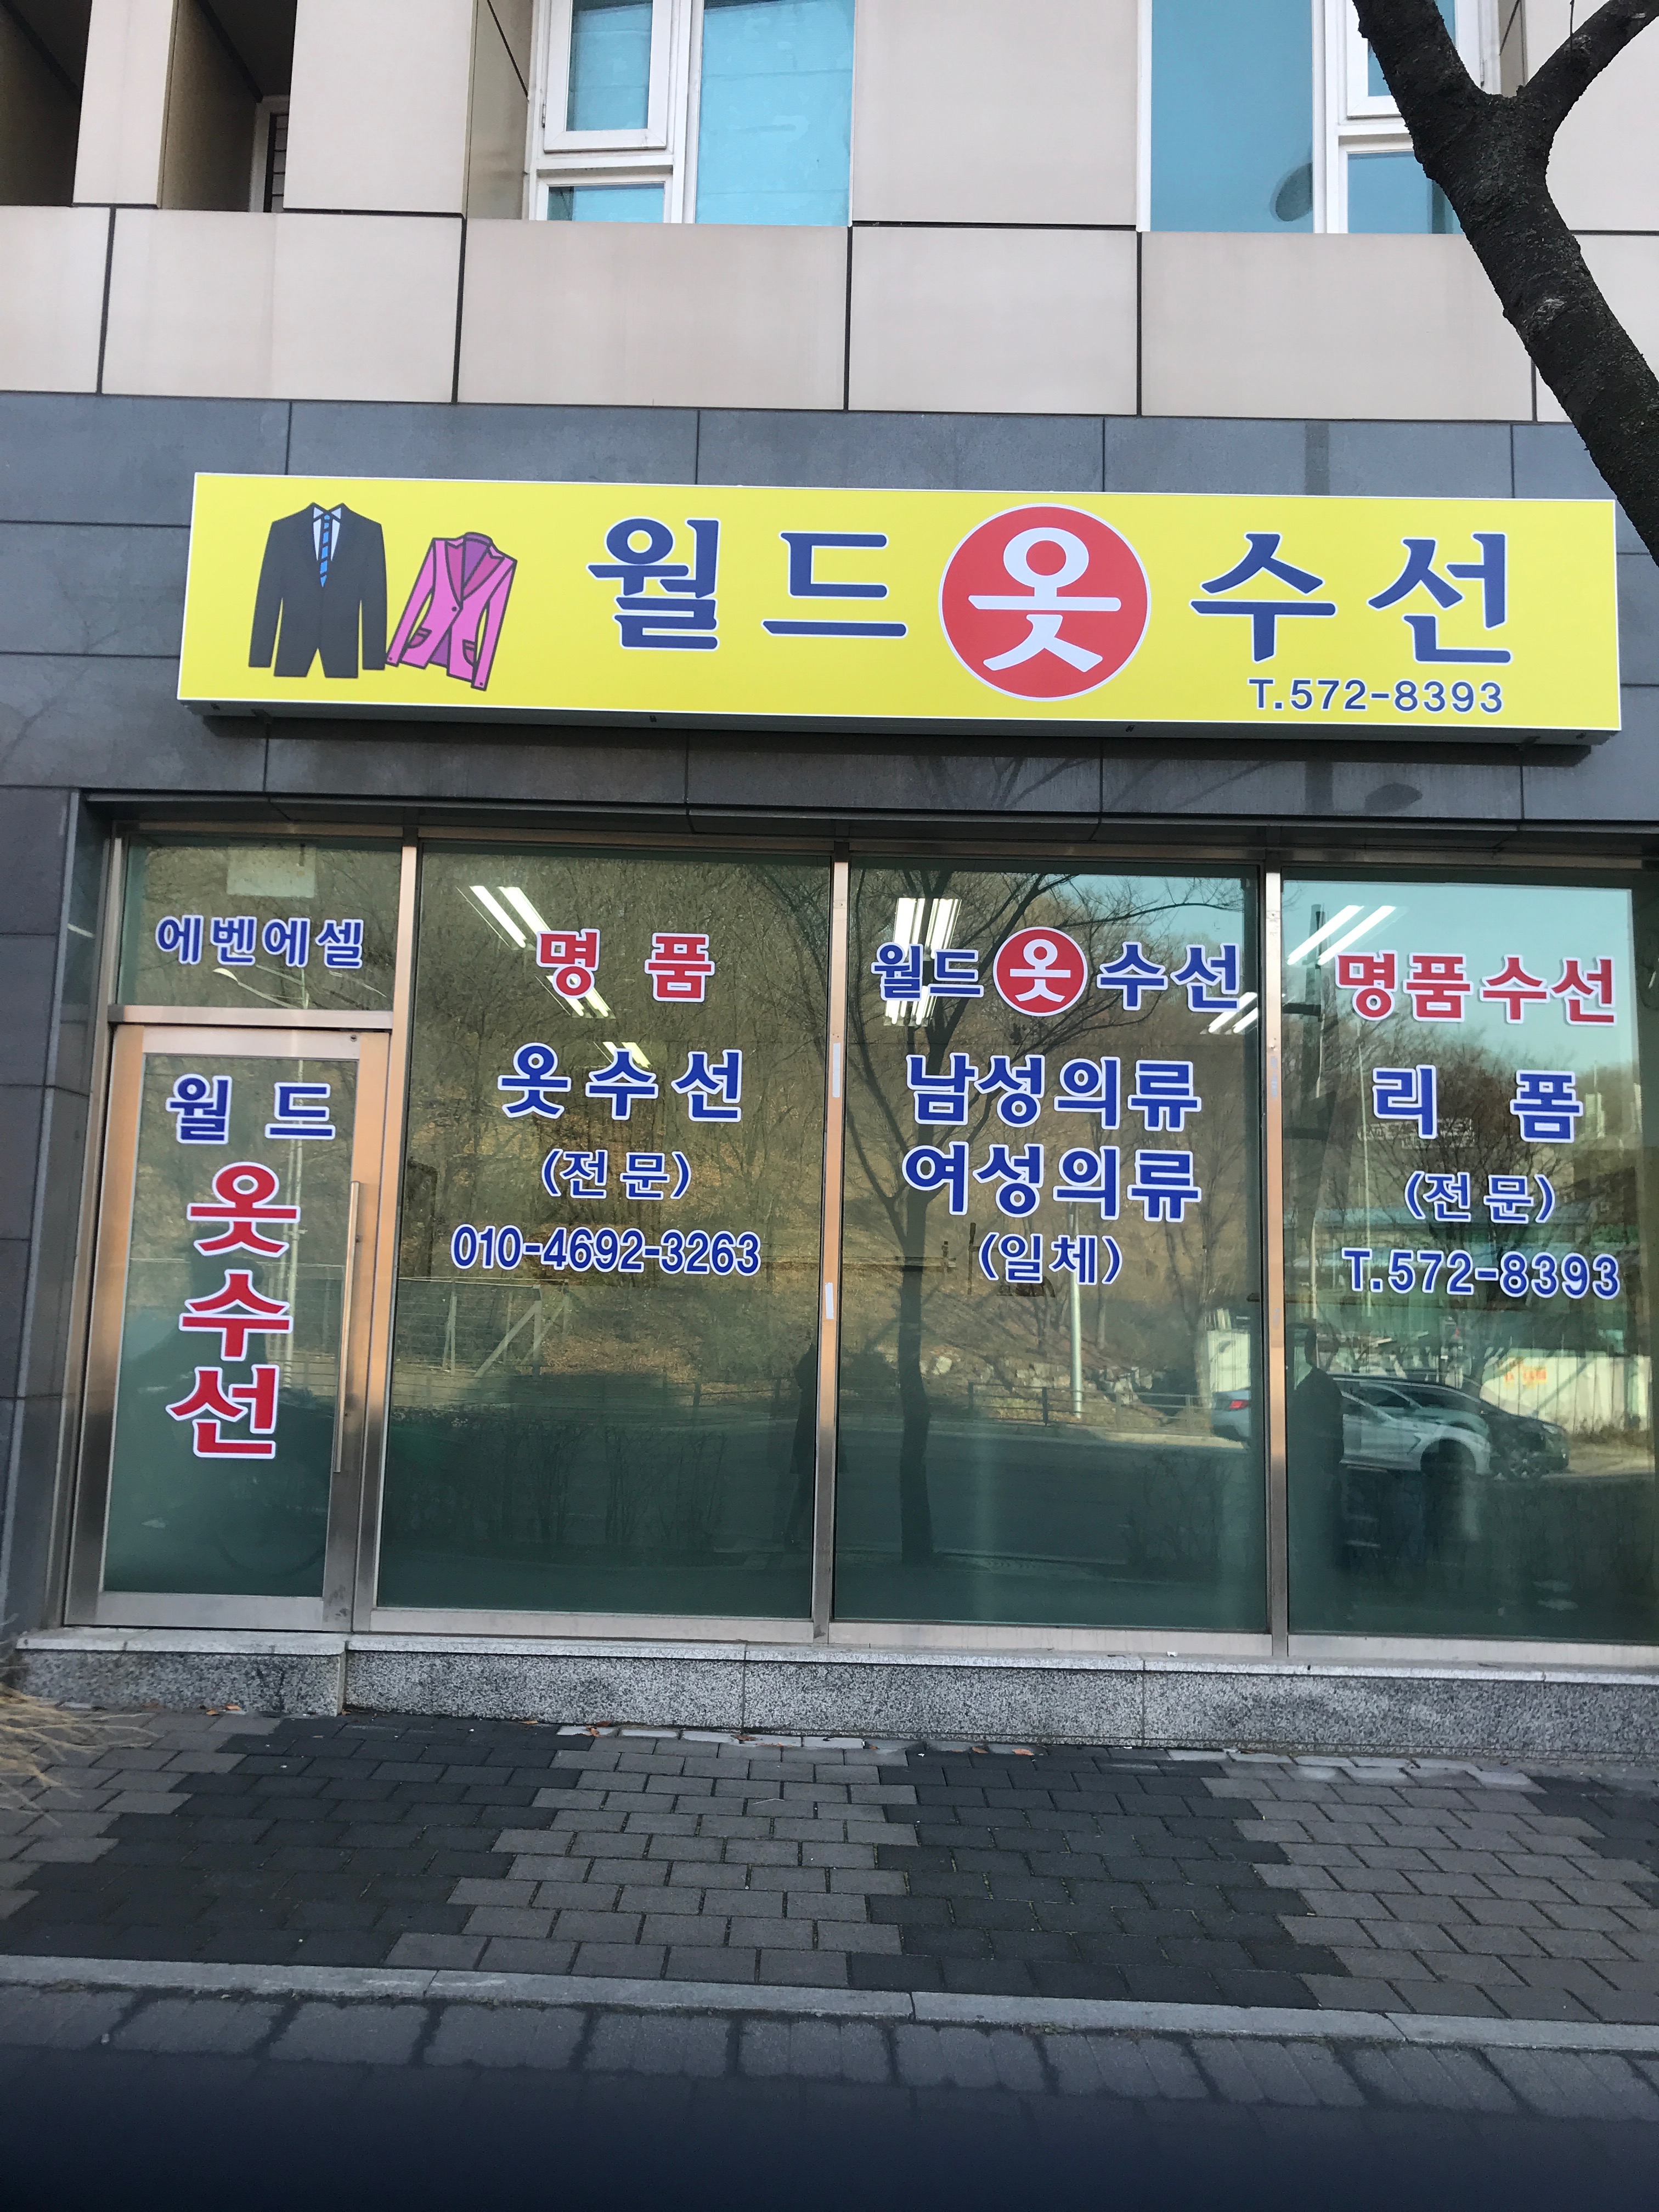 월드옷수선
T.572-8393
에벤에셀
월드
옷
수
선
명품
옷수선
(전문)
010-4692-3263
월드옷수선
남성의류
여성의류
(일체)
명품수선
리폼
(전문)
T.572-8393